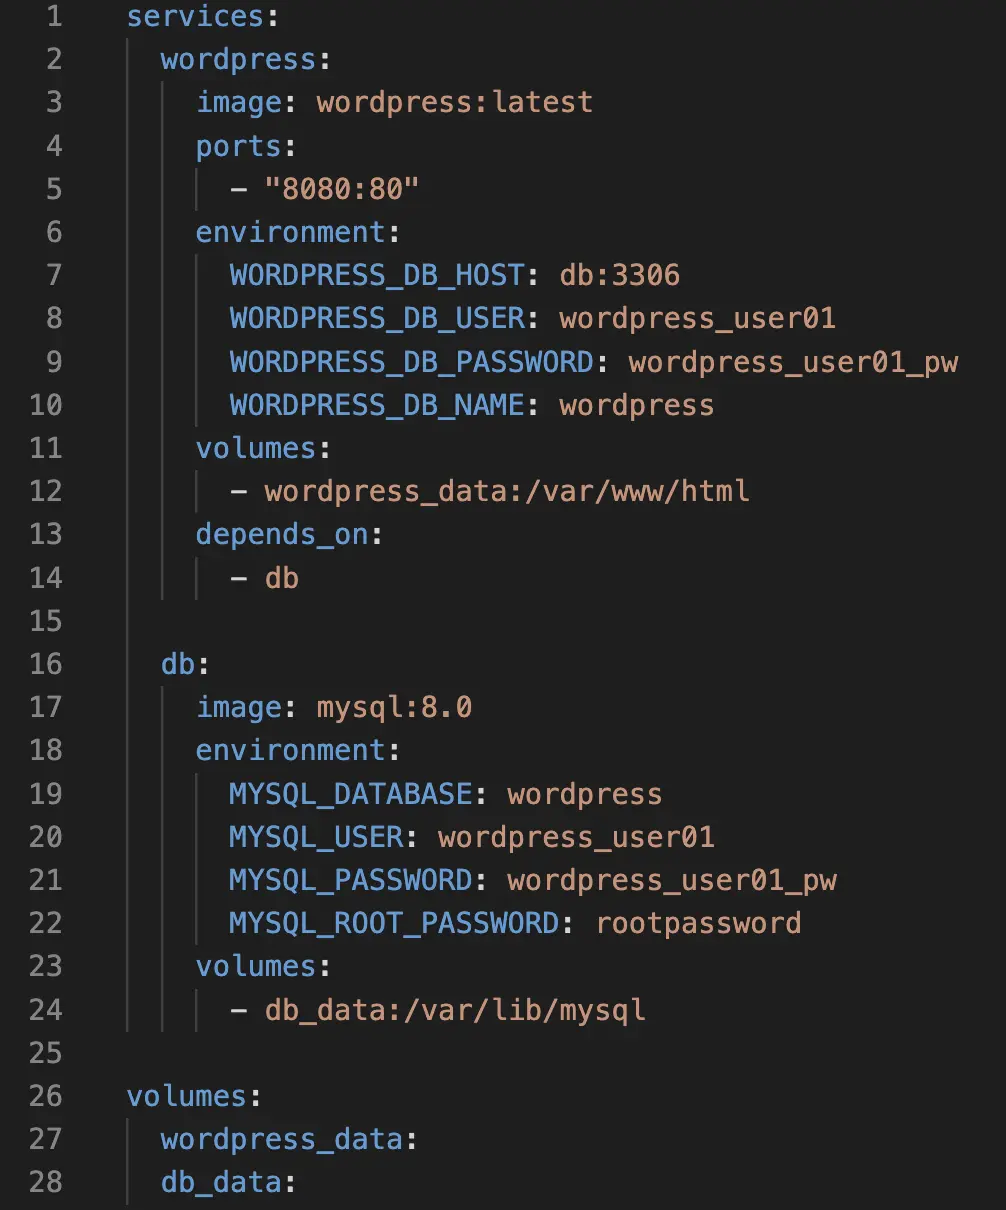 1 services:
2   wordpress:
3     image: wordpress:latest
4     ports:
5       - "8080:80"
6     environment:
7       WORDPRESS_DB_HOST: db:3306
8       WORDPRESS_DB_USER: wordpress_user01
9       WORDPRESS_DB_PASSWORD: wordpress_user01_pw
10       WORDPRESS_DB_NAME: wordpress
11     volumes:
12       - wordpress_data:/var/www/html
13     depends_on:
14       - db
15
16   db:
17     image: mysql:8.0
18     environment:
19       MYSQL_DATABASE: wordpress
20       MYSQL_USER: wordpress_user01
21       MYSQL_PASSWORD: wordpress_user01_pw
22       MYSQL_ROOT_PASSWORD: rootpassword
23     volumes:
24       - db_data:/var/lib/mysql
25
26 volumes:
27   wordpress_data:
28   db_data: